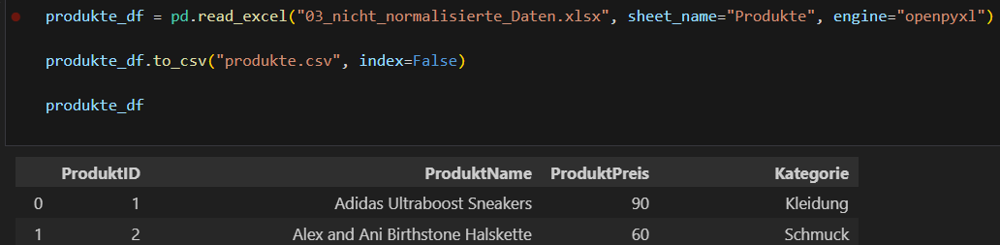 produkte_df = pd.read_excel("03_nicht_normalisierte_Daten.xlsx", sheet_name="Produkte", engine="openpyxl")
produkte_df.to_csv("produkte.csv", index=False)
produkte_df
ProduktID ProduktName ProduktPreis Kategorie
0 1 Adidas Ultraboost Sneakers 90 Kleidung
1 2 Alex and Ani Birthstone Halskette 60 Schmuck